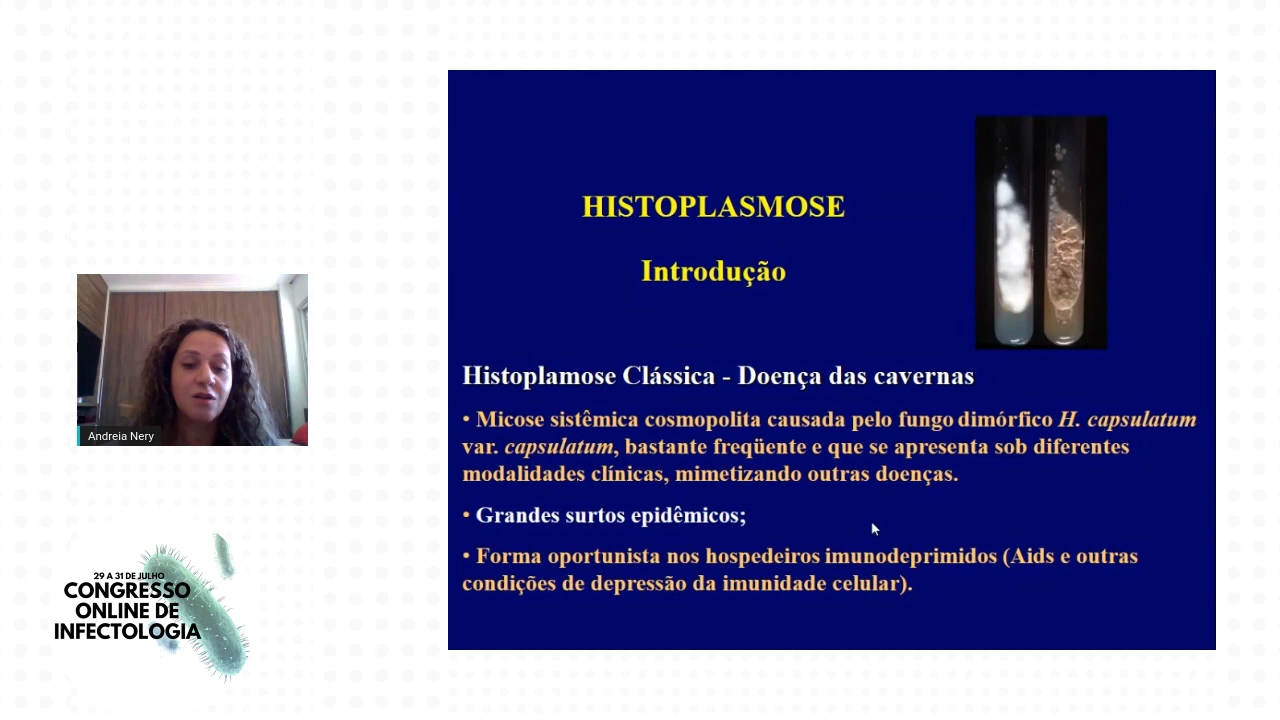 HISTOPLASMOSE
Introdução
Histoplamose Clássica - Doença das cavernas
• Micose sistêmica cosmopolita causada pelo fungo dimórfico H. capsulatum
var. capsulatum, bastante freqüente e que se apresenta sob diferentes
modalidades clínicas, mimetizando outras doenças.
• Grandes surtos epidêmicos;
• Forma oportunista nos hospedeiros imunodeprimidos (Aids e outras
condições de depressão da imunidade celular).
Andreia Nery
29 A 31 DE JULHO
CONGRESSO
ONLINE DE
INFECTOLOGIA